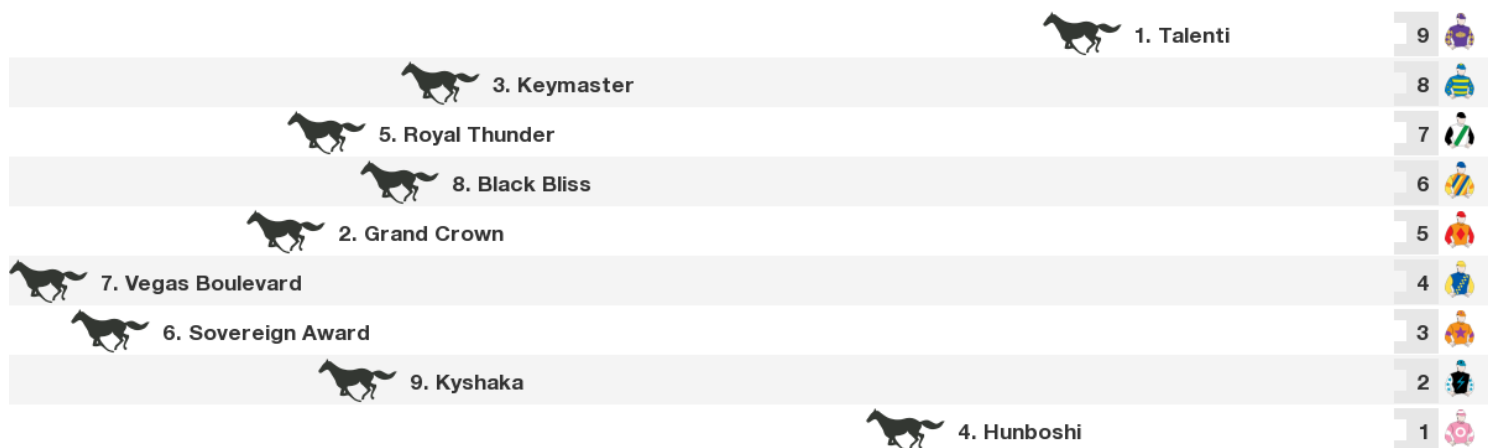 1. Talenti 9
3. Keymaster 8
5. Royal Thunder 7
8. Black Bliss 6
2. Grand Crown 5
7. Vegas Boulevard 4
6. Sovereign Award 3
9. Kyshaka 2
4. Hunboshi 1